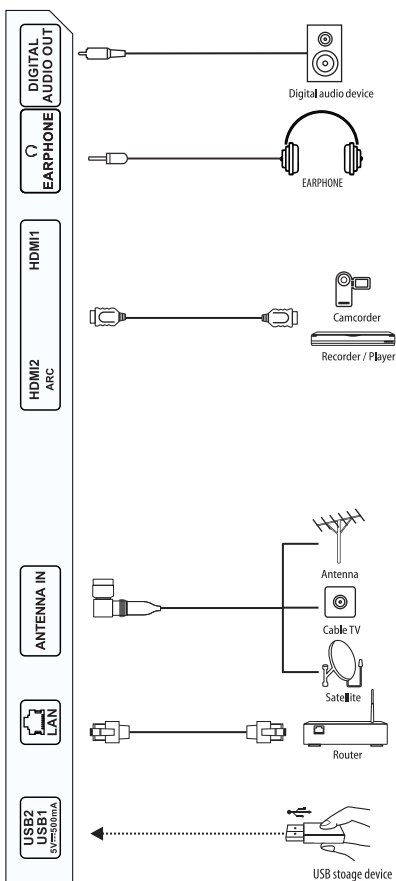 DIGITAL
AUDIO OUT
Digital audio device
EARPHONE
EARPHONE
HDMI1
Camcorder
Recorder / Player
HDMI2
ARC
ANTENNA IN
Antenna
Cable TV
Satellite
LAN
Router
USB2
USB1
5V⎓500mA
USB stoage device